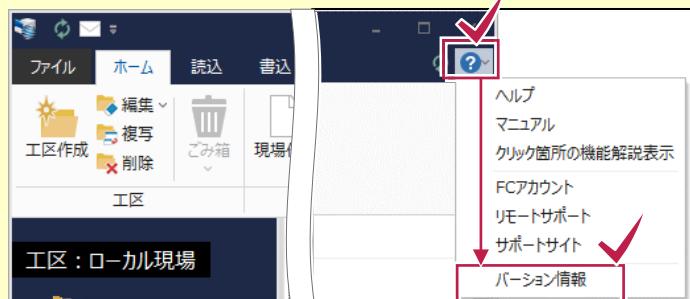 ファイル ホーム 読込 書込
工区作成
編集
複写
削除
ごみ箱
工区
工区：ローカル現場
ヘルプ
マニュアル
クリック箇所の機能解説表示
FCアカウント
リモートサポート
サポートサイト
バージョン情報